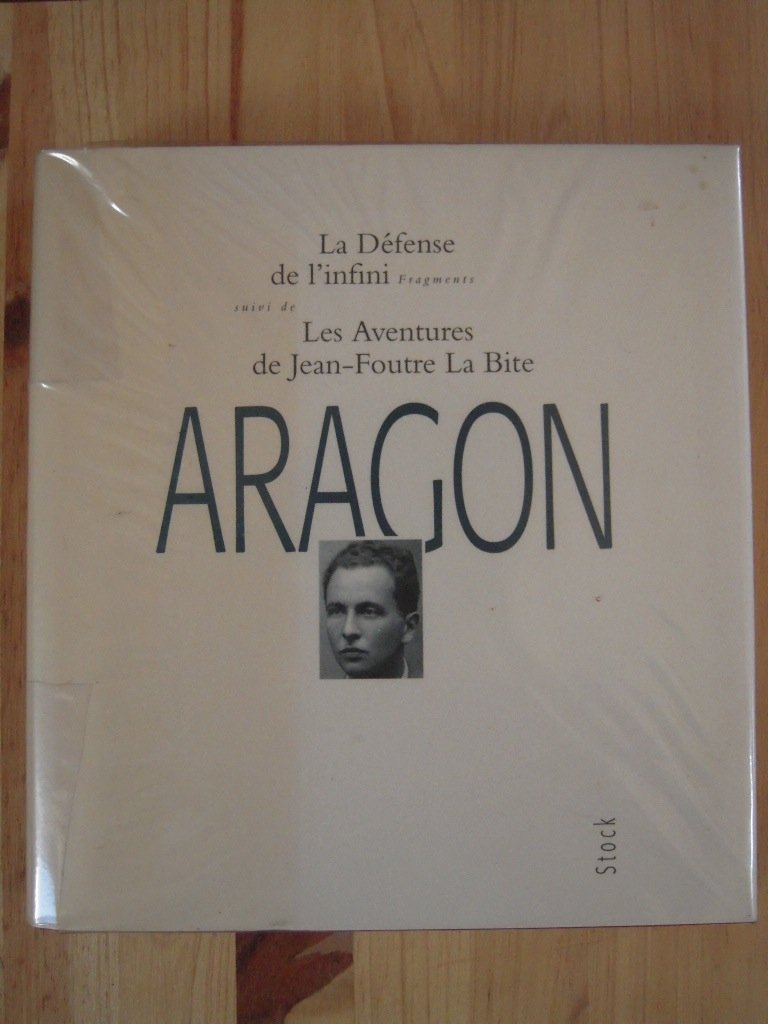 La Défense
de l'infini Fragments
suivi de
Les Aventures
de Jean-Foutre La Bite
ARAGON
Stock